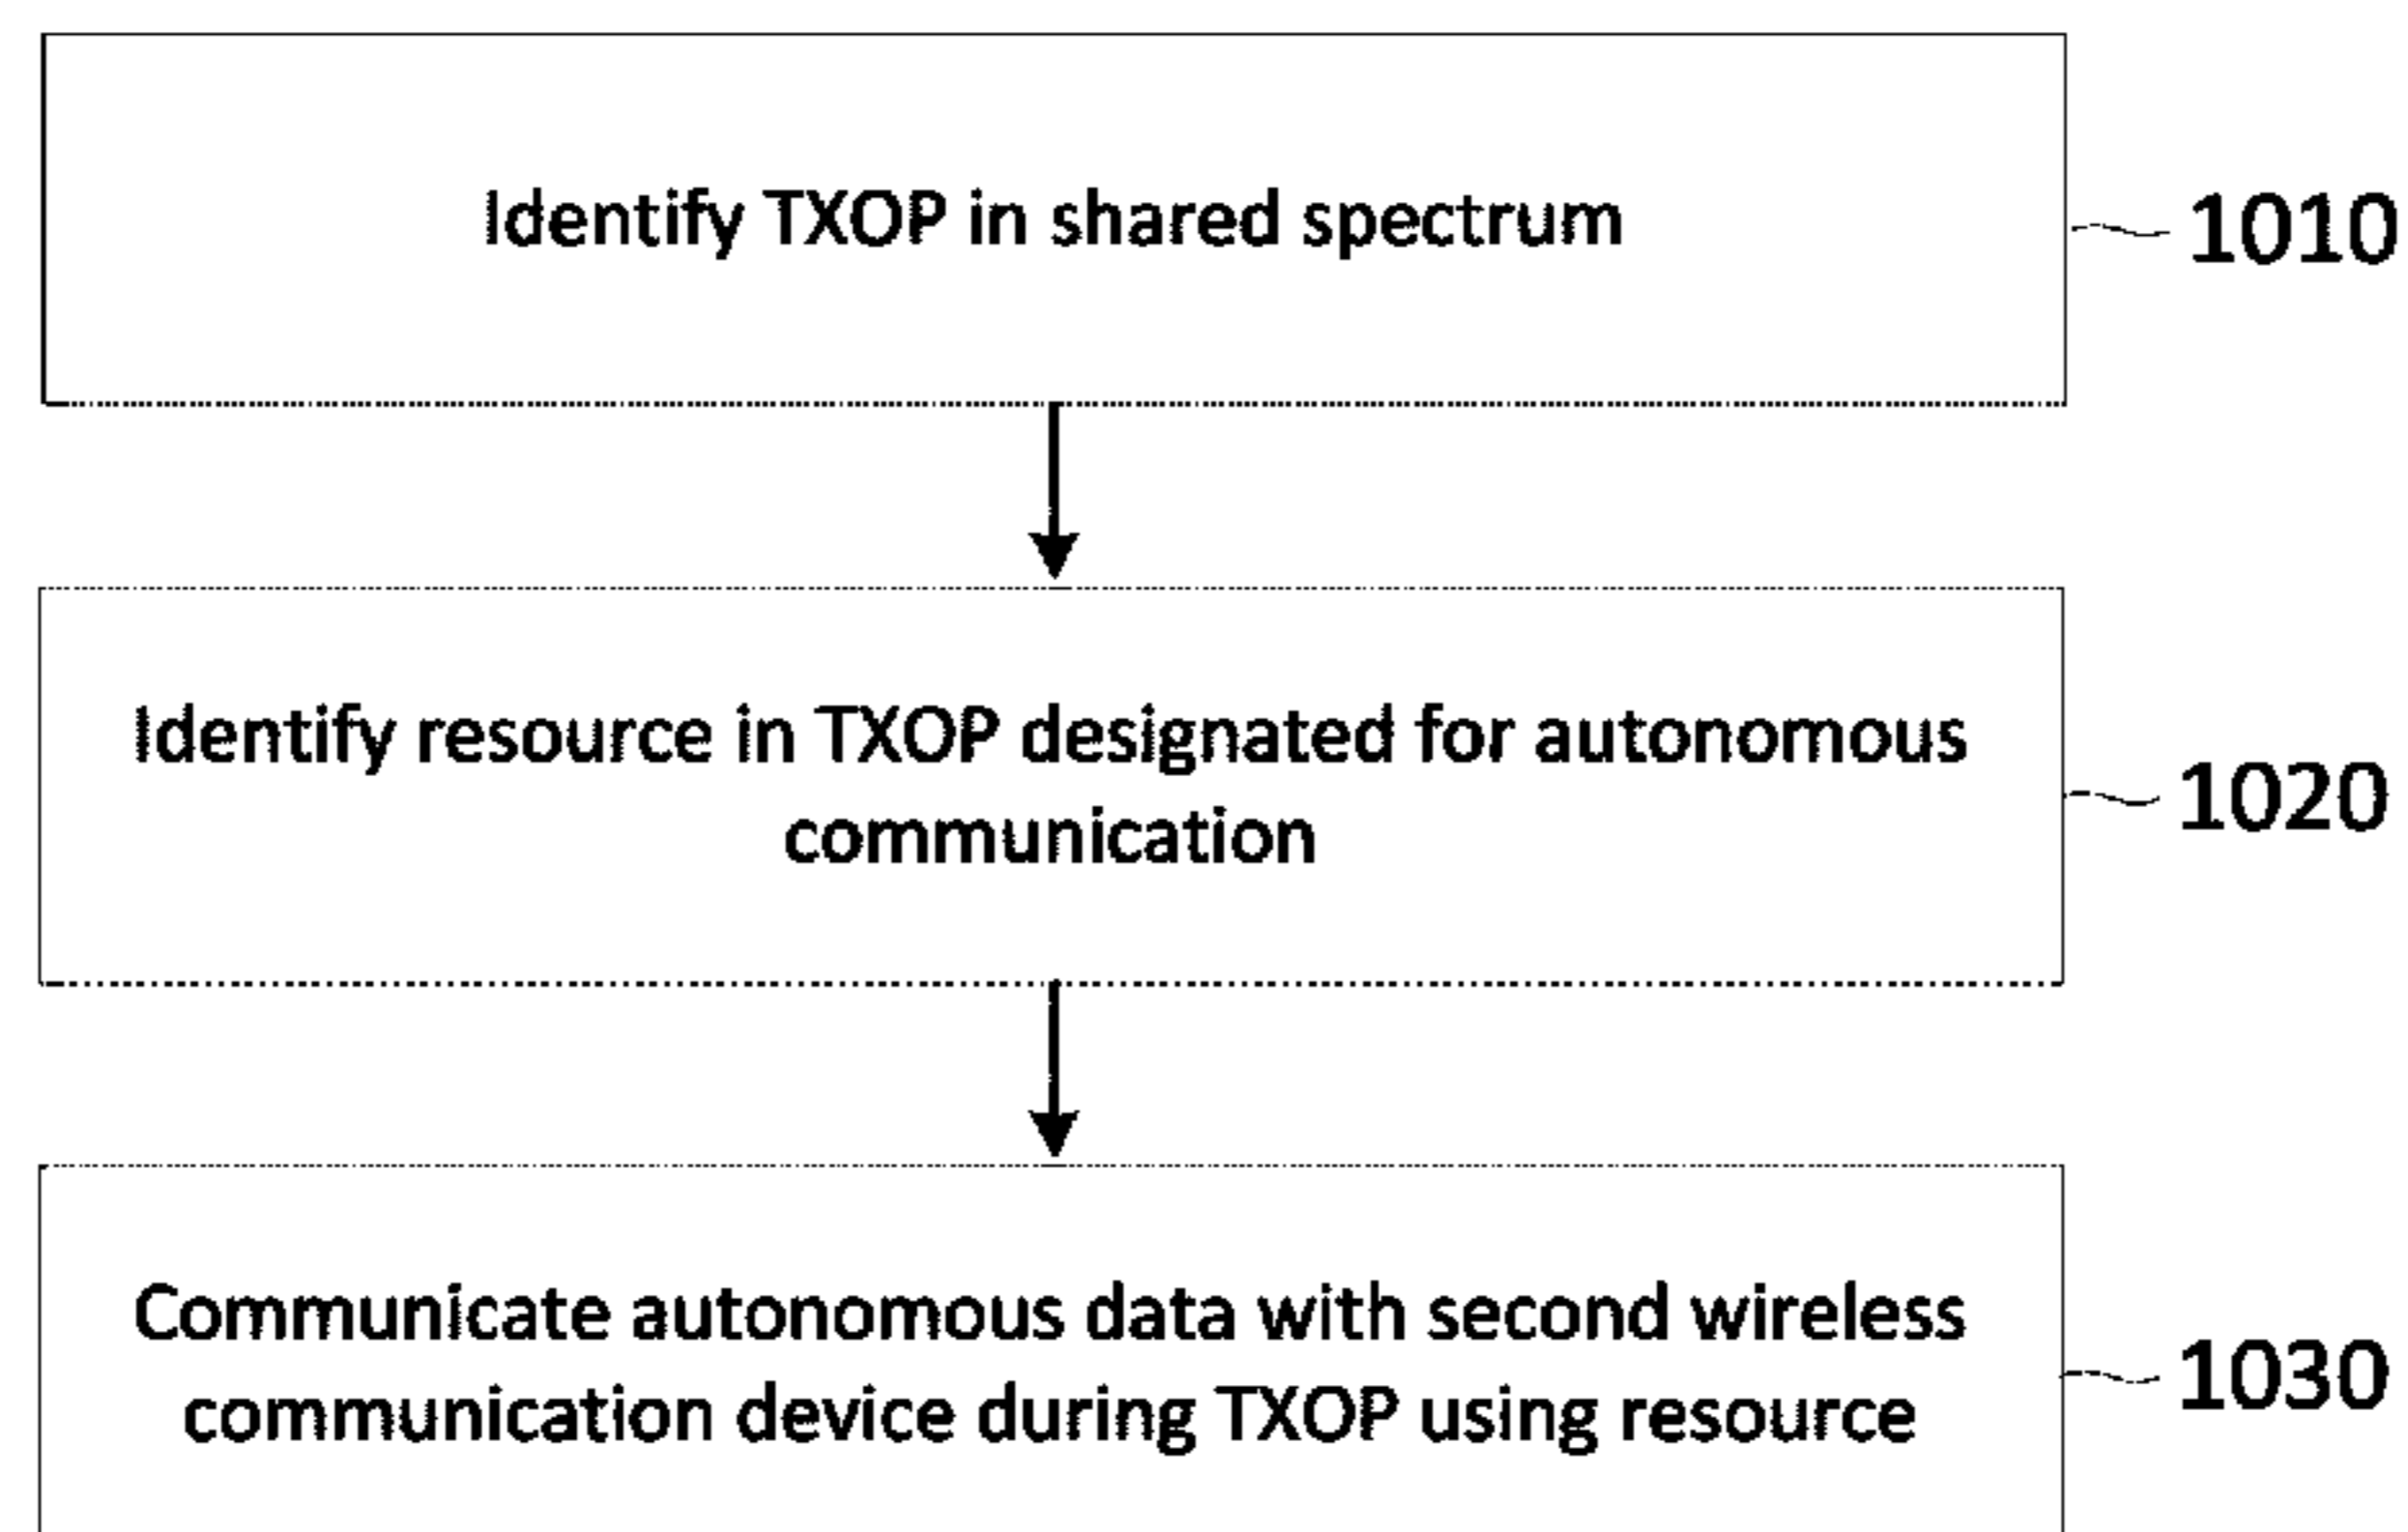 Identify TXOP in shared spectrum
1010
Identify resource in TXOP designated for autonomous
communication
1020
Communicate autonomous data with second wireless
communication device during TXOP using resource
1030